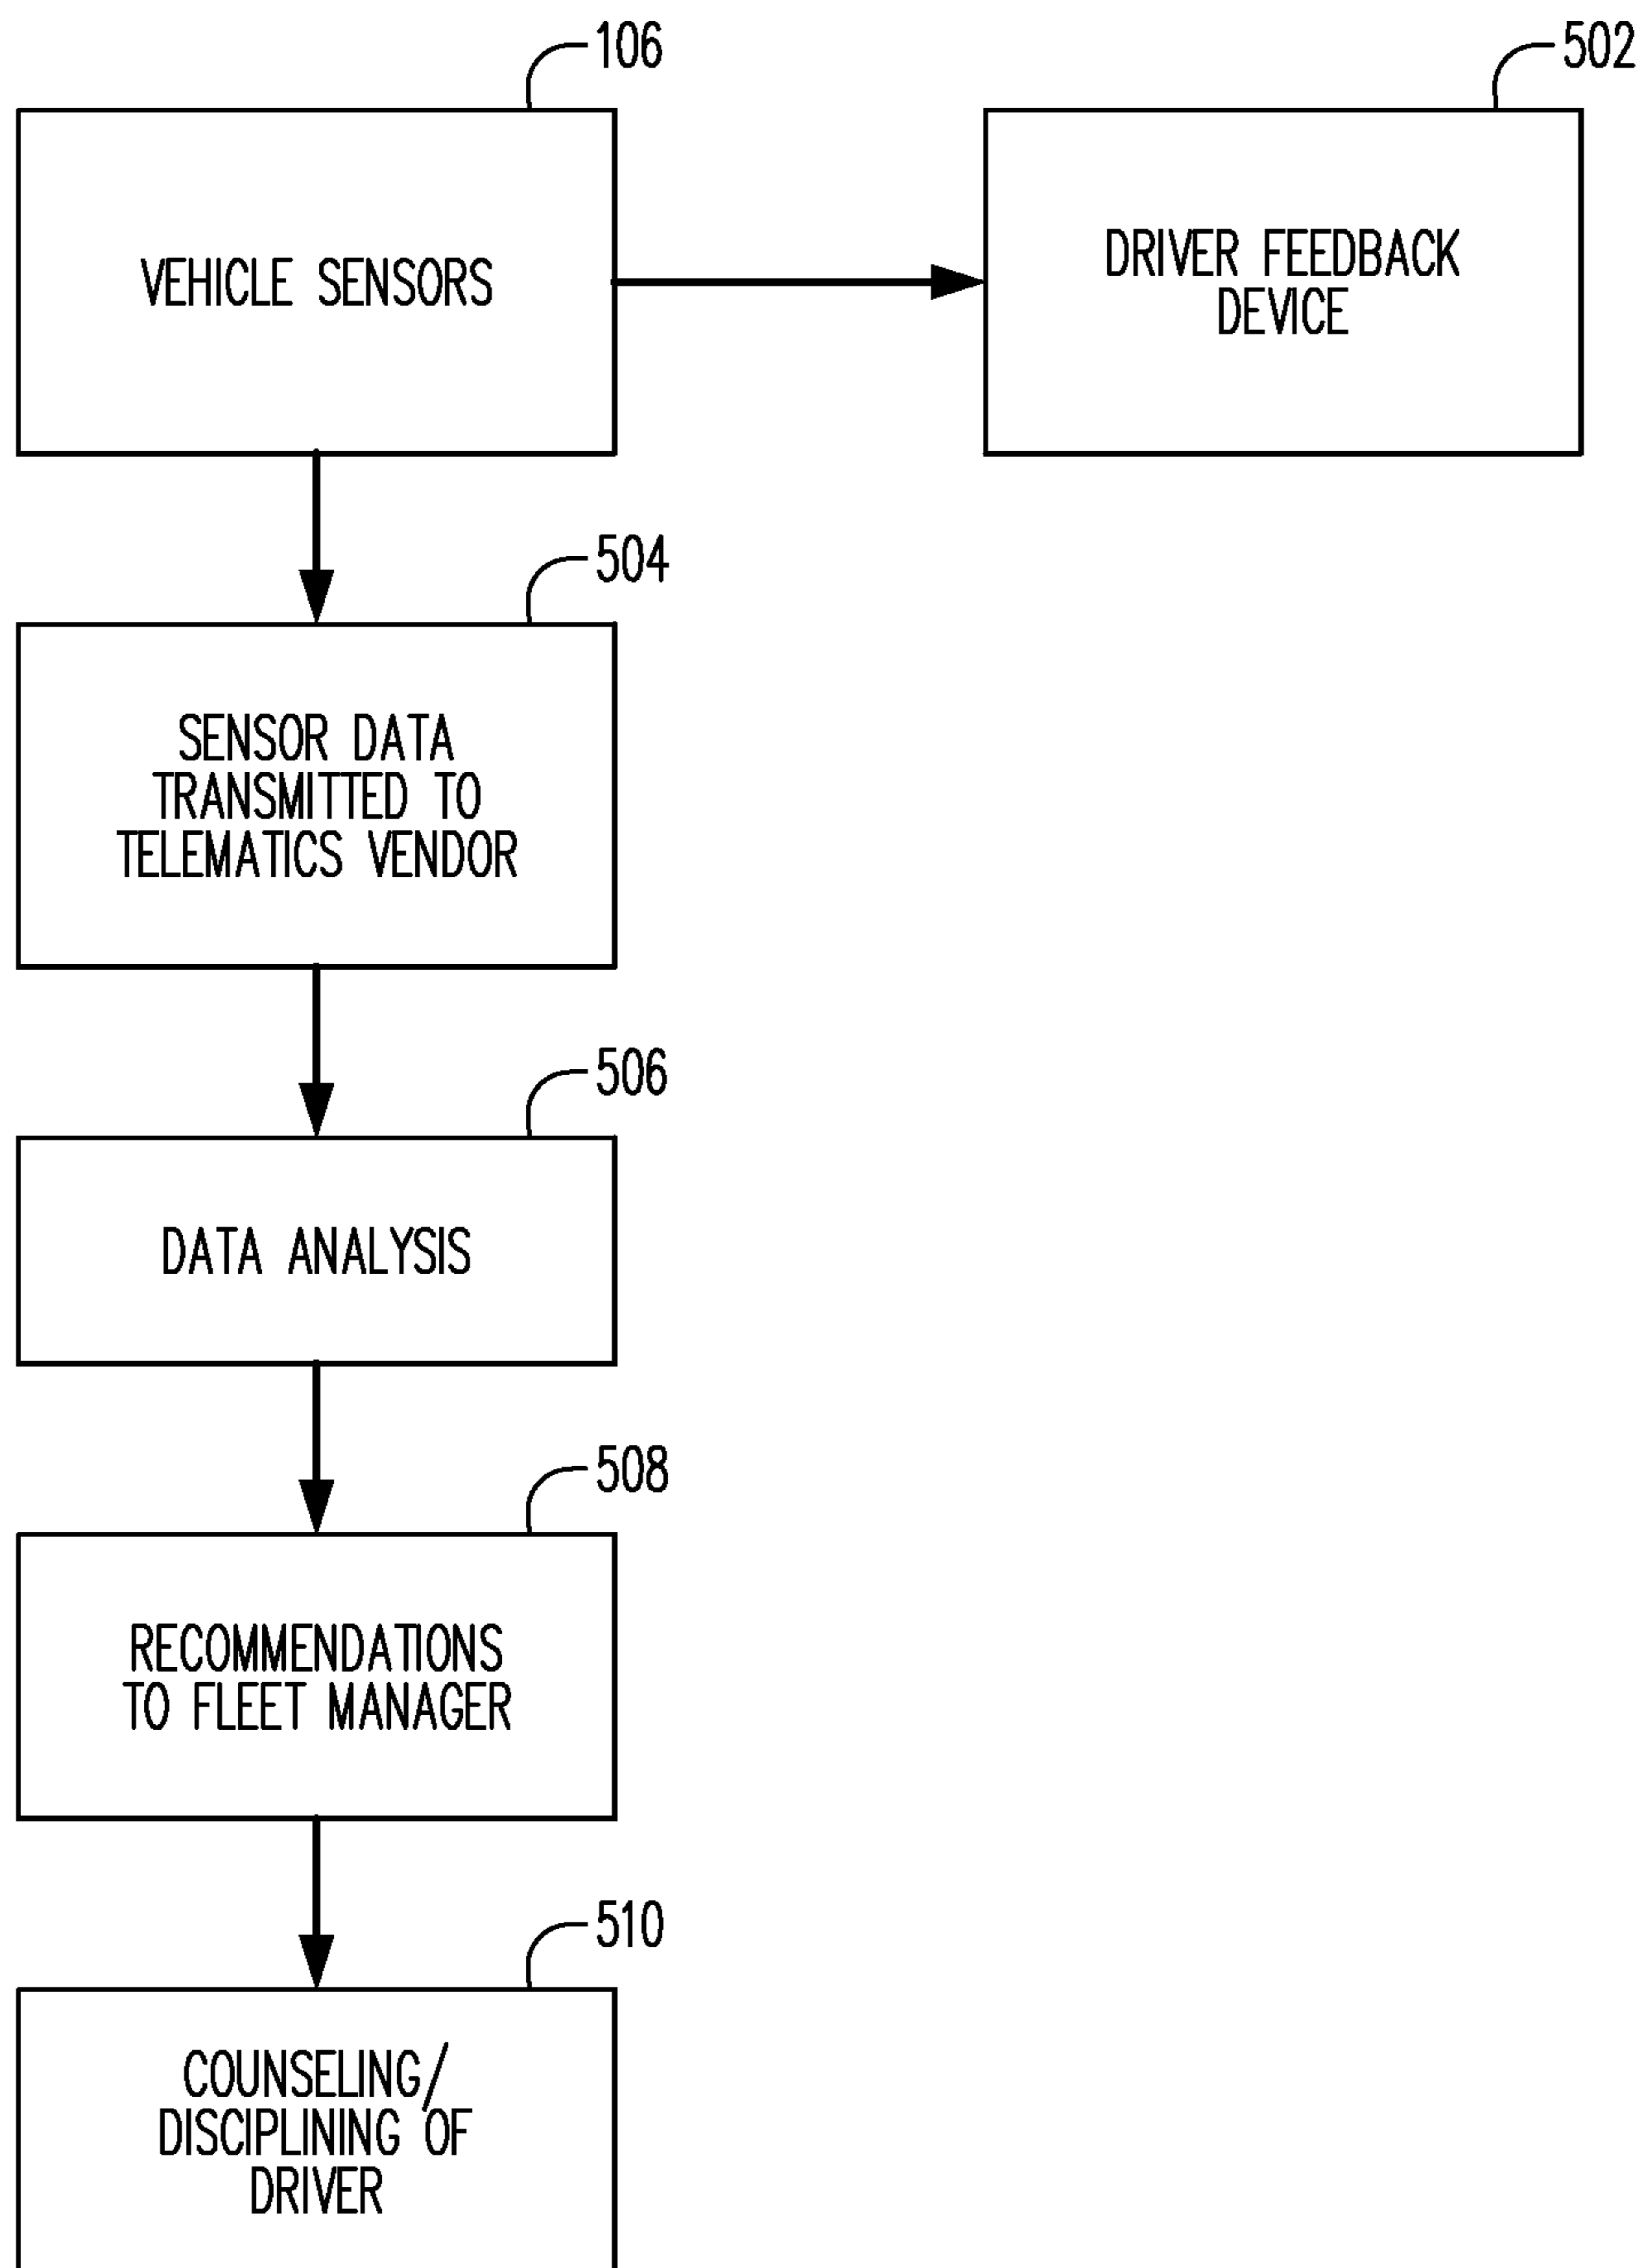 106
502
VEHICLE SENSORS
DRIVER FEEDBACK
DEVICE
504
SENSOR DATA
TRANSMITTED TO
TELEMATICS VENDOR
506
DATA ANALYSIS
508
RECOMMENDATIONS
TO FLEET MANAGER
510
COUNSELING/
DISCIPLINING OF
DRIVER